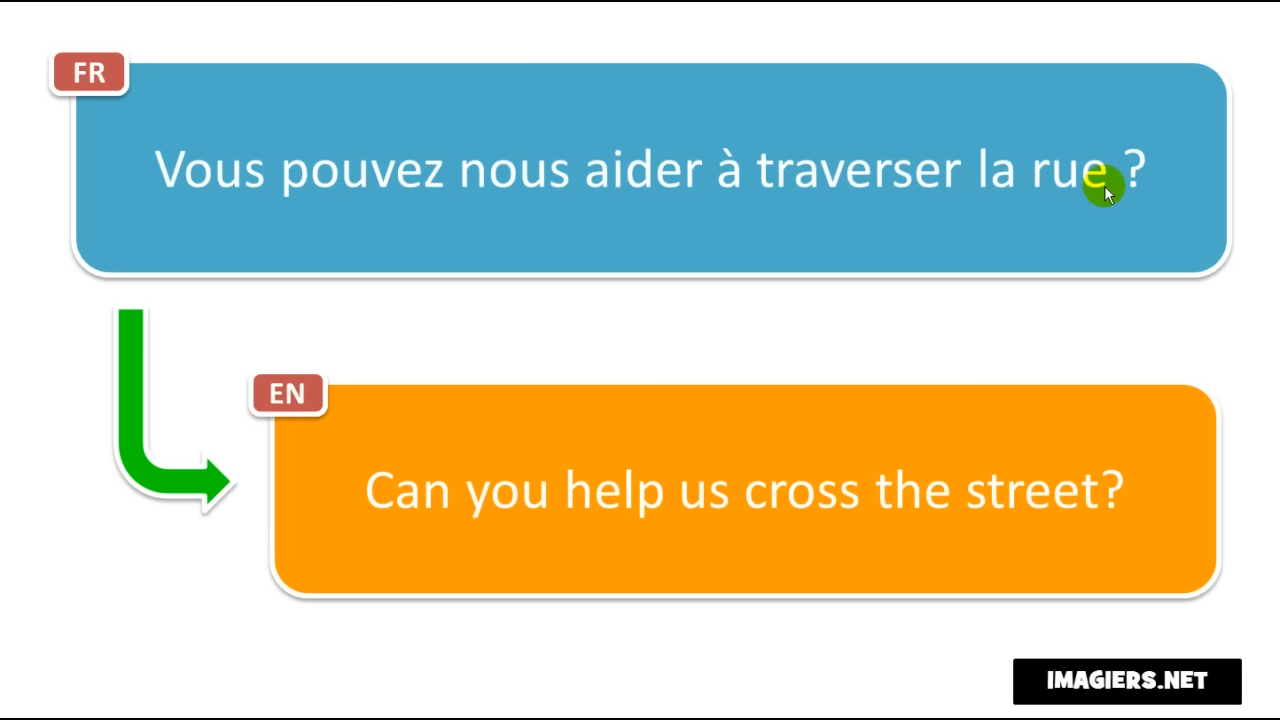 FR
Vous pouvez nous aider à traverser la rue ?
EN
Can you help us cross the street?
IMAGIERS.NET